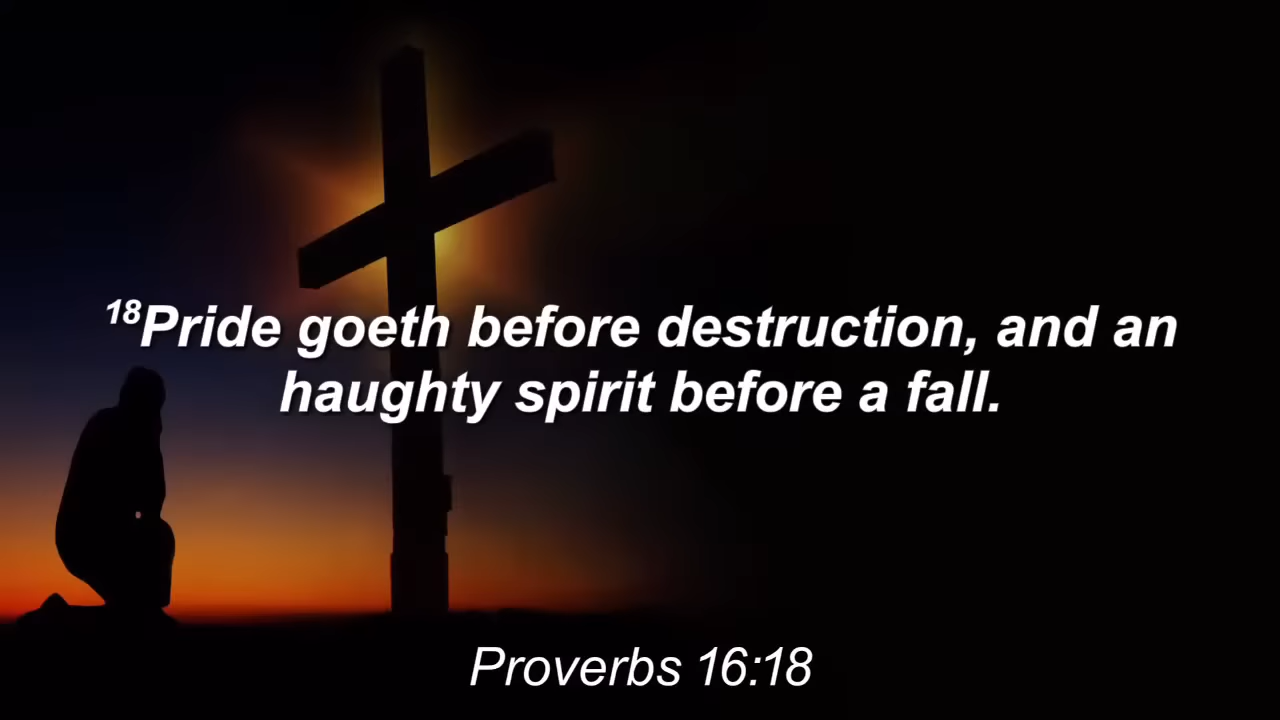 ¹⁸Pride goeth before destruction, and an
haughty spirit before a fall.
Proverbs 16:18